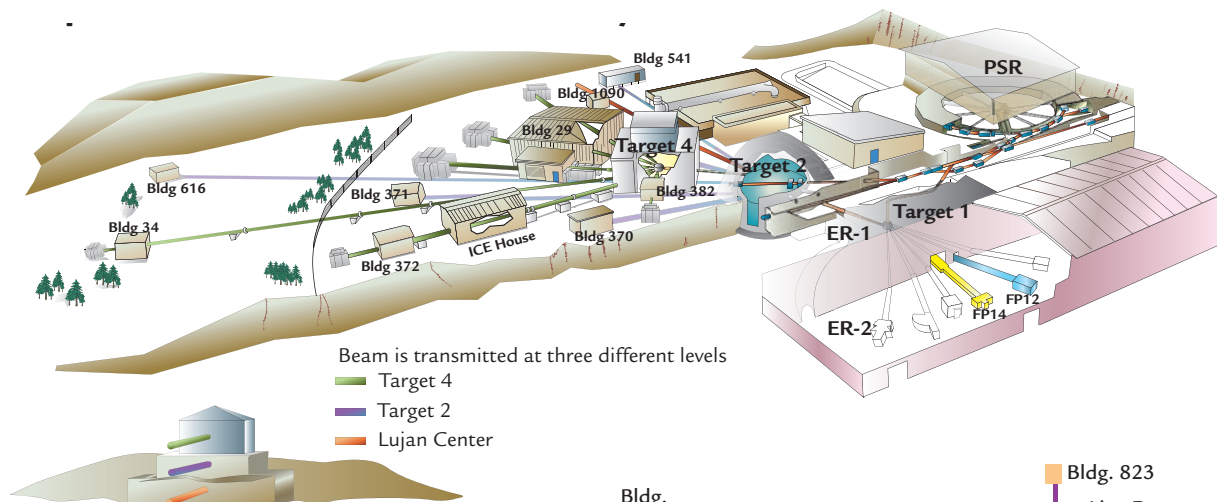 Bldg 541
PSR
Bldg 1090
Bldg 29
Target 4
Target 2
Bldg 616
Bldg 371
Bldg 382
Target 1
Bldg 34
ICE House
Bldg 370
ER-1
Bldg 372
FP12
FP14
ER-2
Beam is transmitted at three different levels
Target 4
Target 2
Lujan Center
Bldg. 823
Bldg.